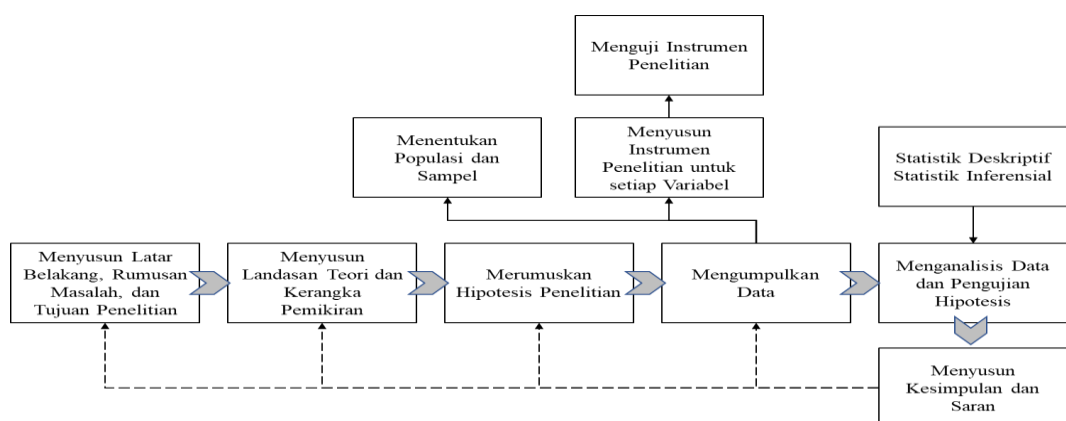 Menguji Instrumen
Penelitian
Menentukan
Populasi dan
Sampel
Menyusun
Instrumen
Penelitian untuk
setiap Variabel
Statistik Deskriptif
Statistik Inferensial
Menyusun Latar
Belakang, Rumusan
Masalah, dan
Tujuan Penelitian
Menyusun
Landasan Teori dan
Kerangka
Pemikiran
Merumuskan
Hipotesis Penelitian
Mengumpulkan
Data
Menganalisis Data
dan Pengujian
Hipotesis
Menyusun
Kesimpulan dan
Saran